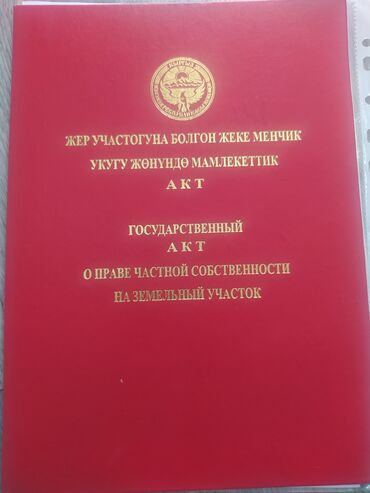 ЖЕР УЧАСТОГУНА БОЛГОН ЖЕКЕ МЕНЧИК
УКУГУ ЖӨНҮНДӨ МАМЛЕКЕТТИК
АКТ
ГОСУДАРСТВЕННЫЙ
АКТ
О ПРАВЕ ЧАСТНОЙ СОБСТВЕННОСТИ
НА ЗЕМЕЛЬНЫЙ УЧАСТОК